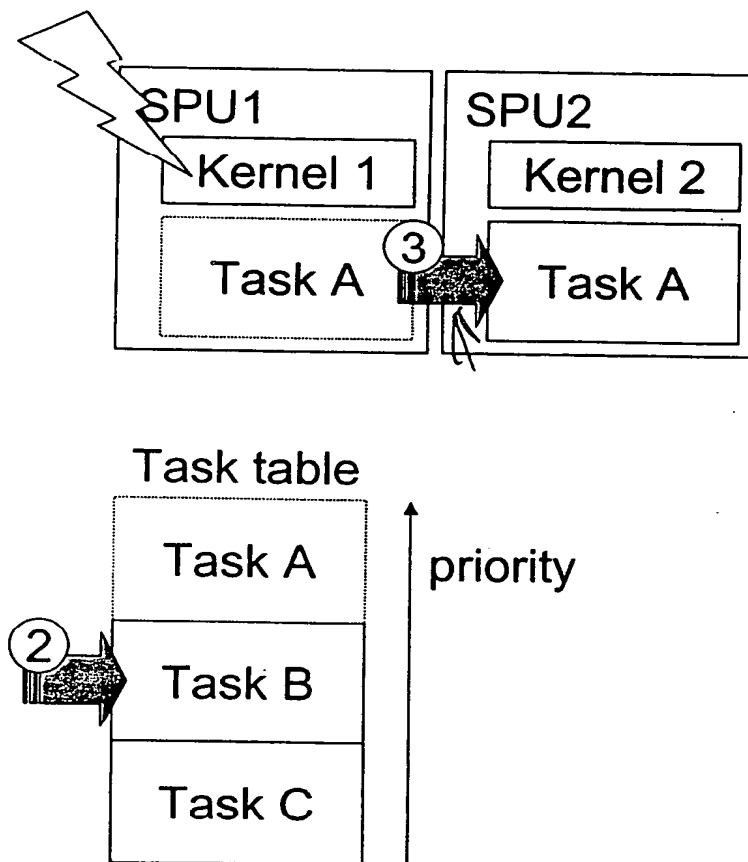 SPU1
SPU2
Kernel 1
Kernel 2
3
Task A
Task A
Task table
Task A
priority
2
Task B
Task C